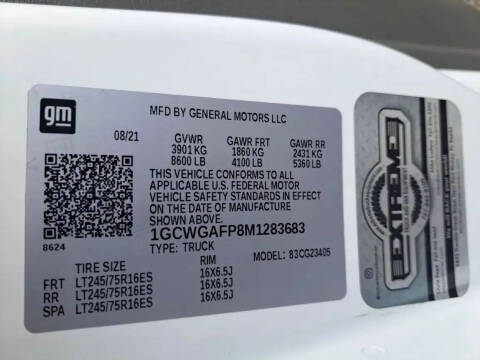 gm
MFD BY GENERAL MOTORS LLC
08/21 GVWR GAWR FRT GAWR RR
3901 KG 1860 KG 2431 KG
8600 LB 4100 LB 5360 LB
THIS VEHICLE CONFORMS TO ALL
APPLICABLE U.S. FEDERAL MOTOR
VEHICLE SAFETY STANDARDS IN EFFECT
ON THE DATE OF MANUFACTURE
SHOWN ABOVE.
8624
1GCWGAFP8M1283683
TYPE: TRUCK MODEL: 83CG23405
TIRE SIZE RIM
FRT LT245/75R16ES 16X6.5J
RR LT245/75R16ES 16X6.5J
SPA LT245/75R16ES 16X6.5J
EXTREME